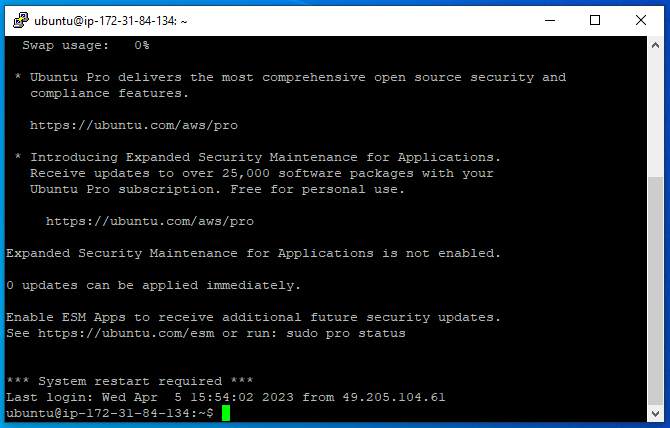 ubuntu@ip-172-31-84-134: ~
Swap usage:   0%
* Ubuntu Pro delivers the most comprehensive open source security and
compliance features.
https://ubuntu.com/aws/pro
* Introducing Expanded Security Maintenance for Applications.
Receive updates to over 25,000 software packages with your
Ubuntu Pro subscription. Free for personal use.
https://ubuntu.com/aws/pro
Expanded Security Maintenance for Applications is not enabled.
0 updates can be applied immediately.
Enable ESM Apps to receive additional future security updates.
See https://ubuntu.com/esm or run: sudo pro status
*** System restart required ***
Last login: Wed Apr  5 15:54:02 2023 from 49.205.104.61
ubuntu@ip-172-31-84-134:~$